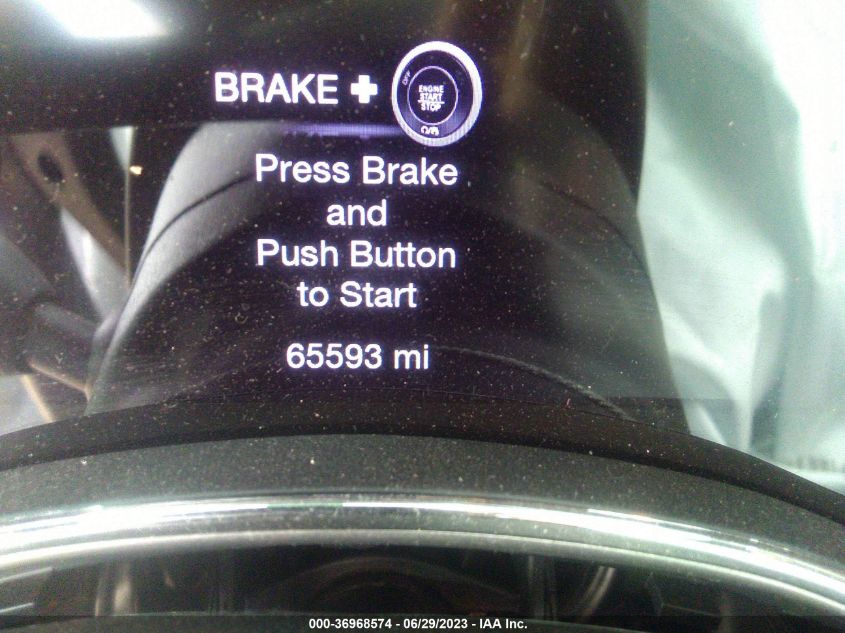 BRAKE +
OFF
ENGINE
START
STOP
Press Brake
and
Push Button
to Start
65593 mi
000-36968574 - 06/29/2023 - IAA Inc.